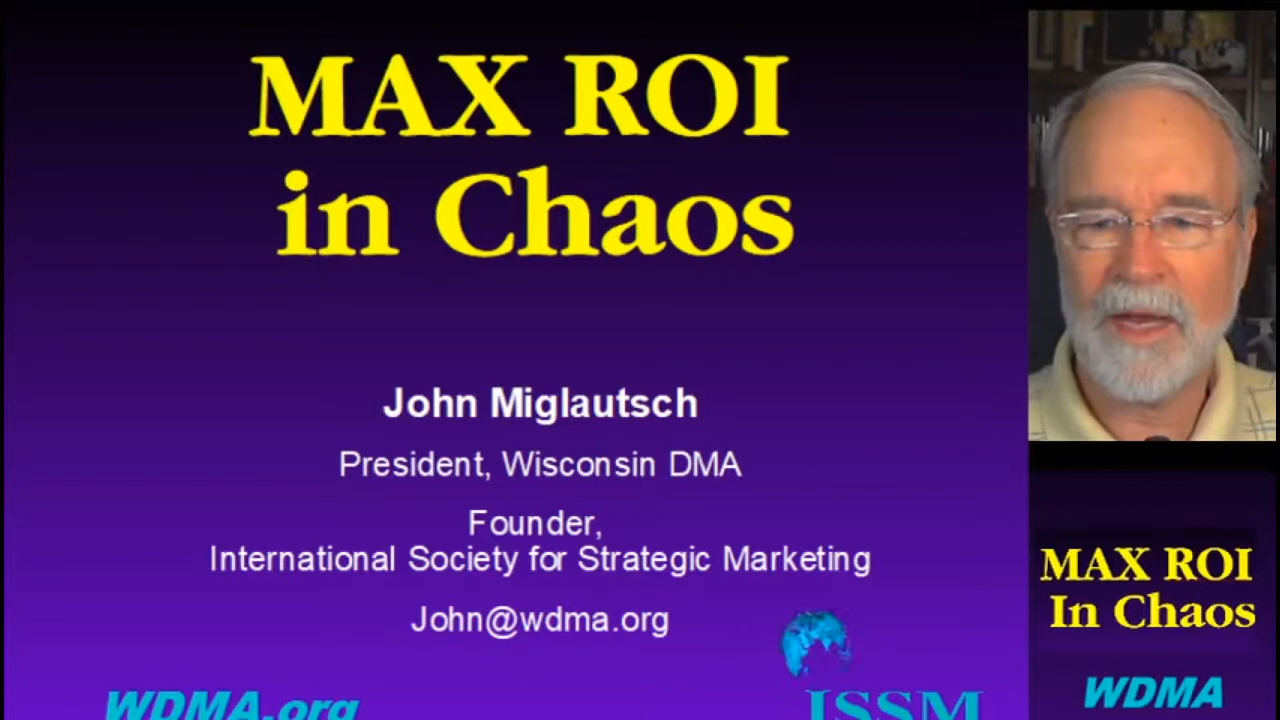 MAX ROI
in Chaos
John Miglautsch
President, Wisconsin DMA
Founder,
International Society for Strategic Marketing
John@wdma.org
WDMA.org
ISSM
MAX ROI
In Chaos
WDMA